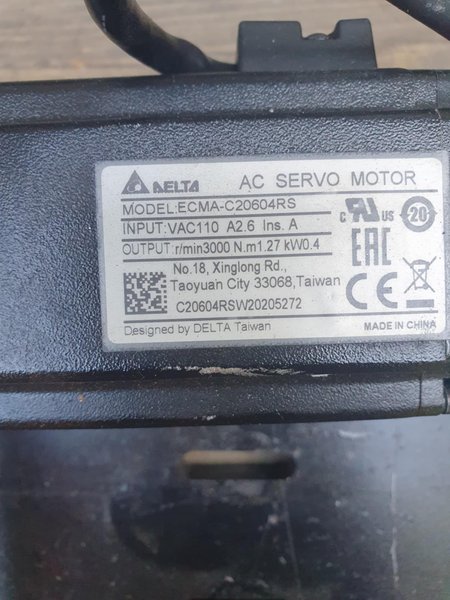 DELTA AC SERVO MOTOR
MODEL:ECMA-C20604RS
INPUT:VAC110 A2.6 Ins. A
OUTPUT:r/min3000 N.m1.27 kW0.4
c RU US 20
EAC
No.18, Xinglong Rd.,
Taoyuan City 33068,Taiwan
C20604RSW20205272
CE
Designed by DELTA Taiwan
MADE IN CHINA